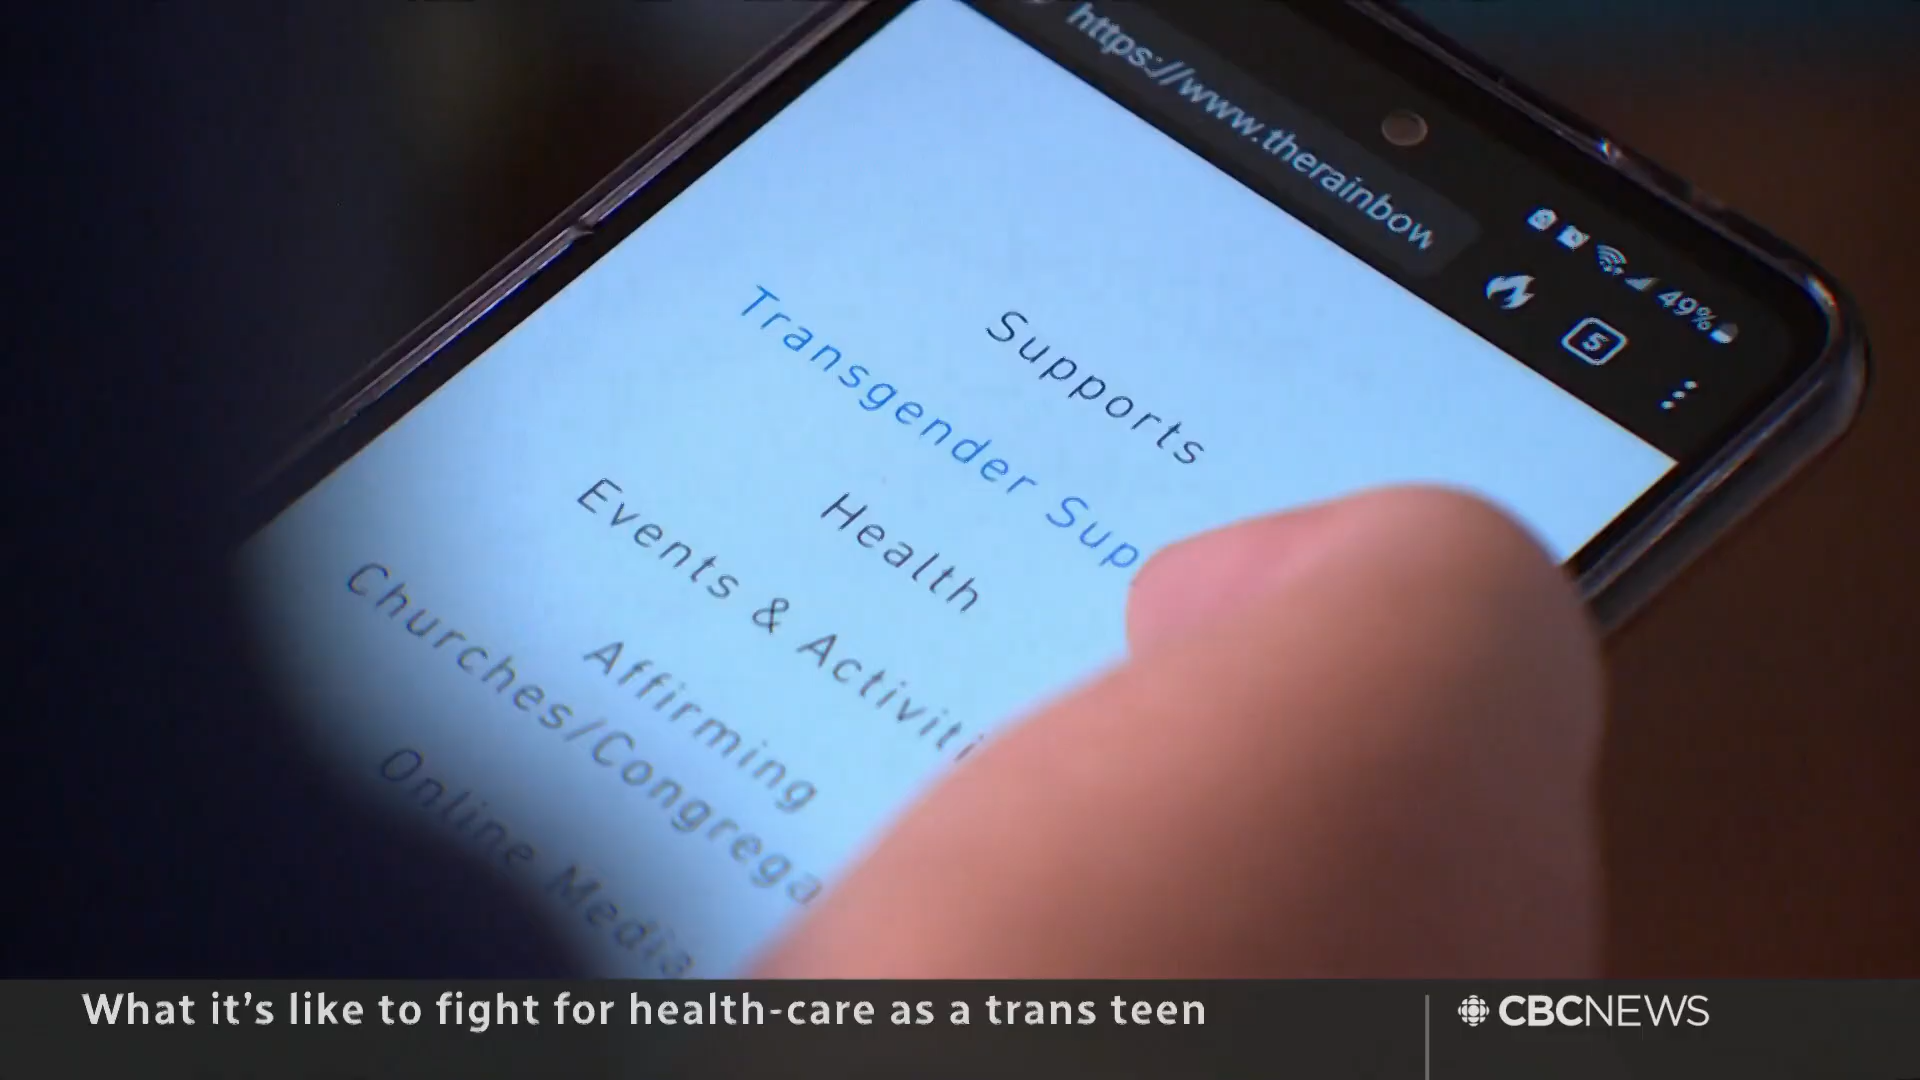 https://www.therainbow
49%
5
Supports
Transgender Sup
Health
Events & Activiti
Affirming
Churches/Congrega
Online Media
What it's like to fight for health-care as a trans teen
CBCNEWS